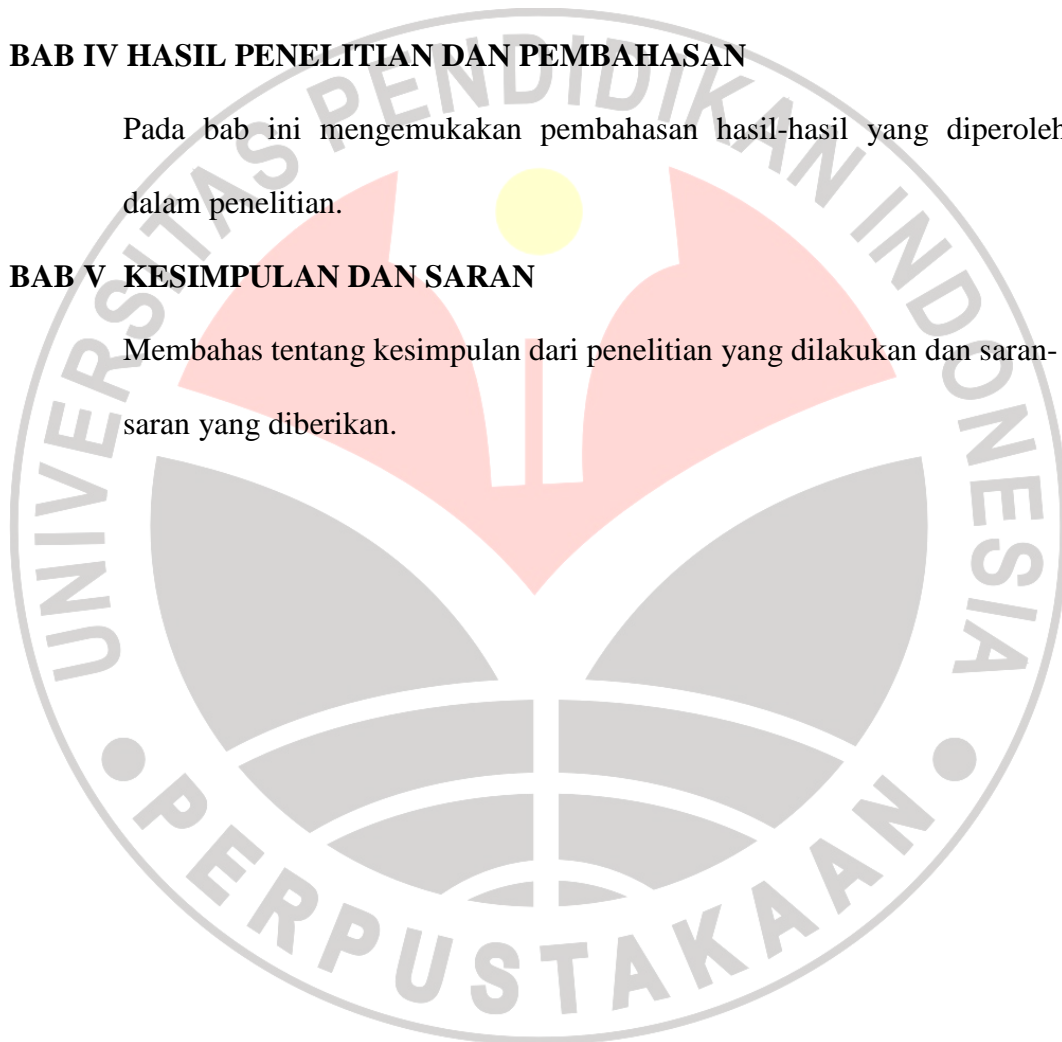 BAB IV HASIL PENELITIAN DAN PEMBAHASAN
Pada bab ini mengemukakan pembahasan hasil-hasil yang diperoleh
dalam penelitian.
BAB V KESIMPULAN DAN SARAN
Membahas tentang kesimpulan dari penelitian yang dilakukan dan saran-
saran yang diberikan.
UNIVERSITAS PENDIDIKAN INDONESIA
PERPUSTAKAAN